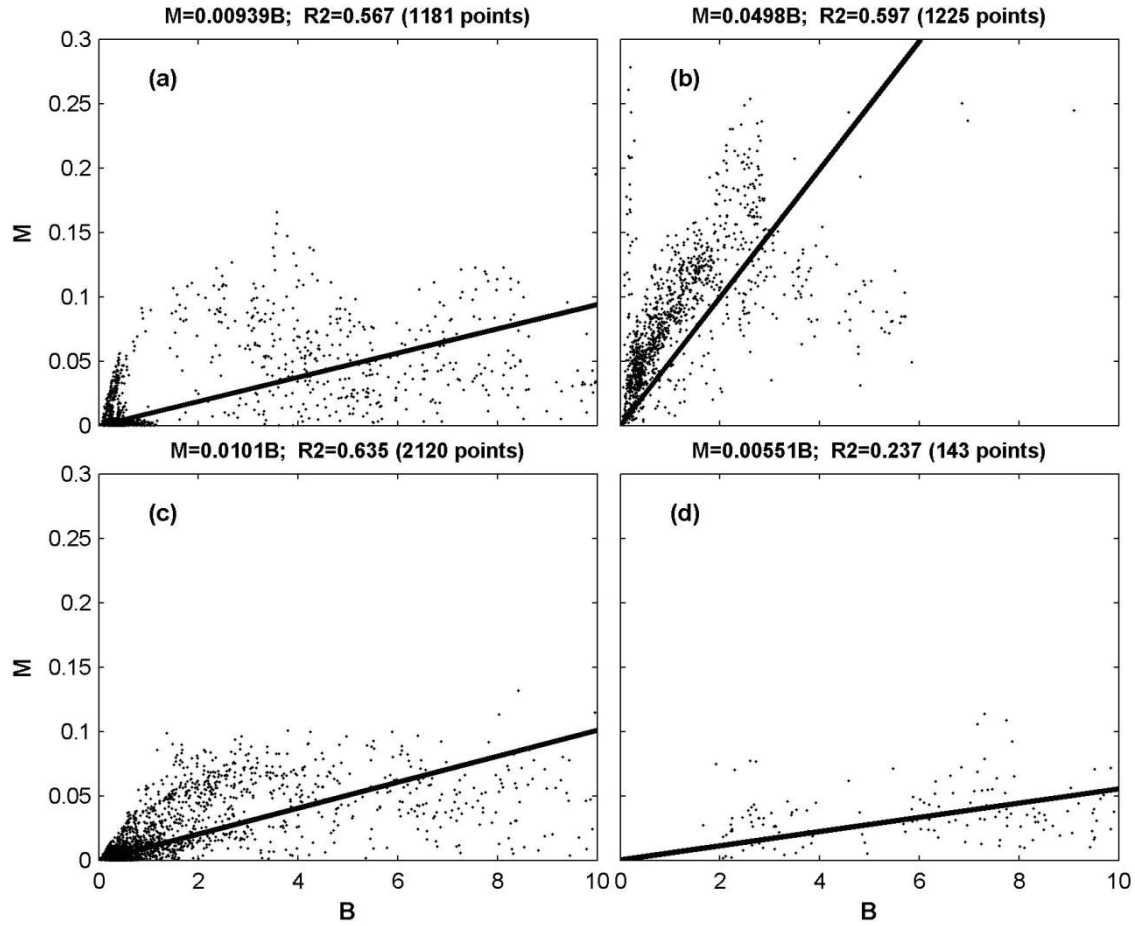 M=0.00939B; R2=0.567 (1181 points)
M=0.0498B; R2=0.597 (1225 points)
0.3
0.25
0.2
0.15
0.1
0.05
0
M
(a)
(b)
M=0.0101B; R2=0.635 (2120 points)
M=0.00551B; R2=0.237 (143 points)
0.3
0.25
0.2
0.15
0.1
0.05
0
M
(c)
(d)
0 2 4 6 8 10
0 2 4 6 8 10
B
B